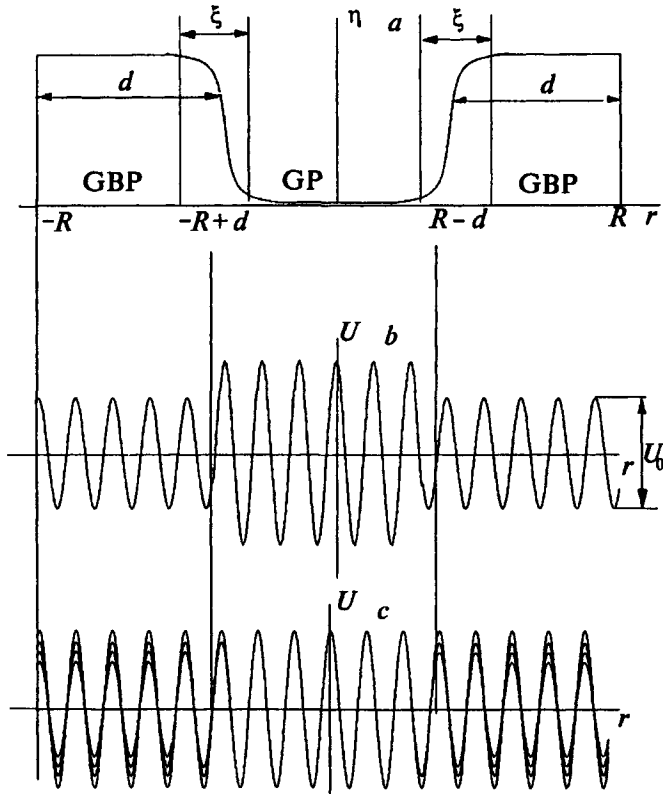 ξ η a ξ
d d
GBP GP GBP
-R -R+d R-d R r
U b
r U₀
U c
r